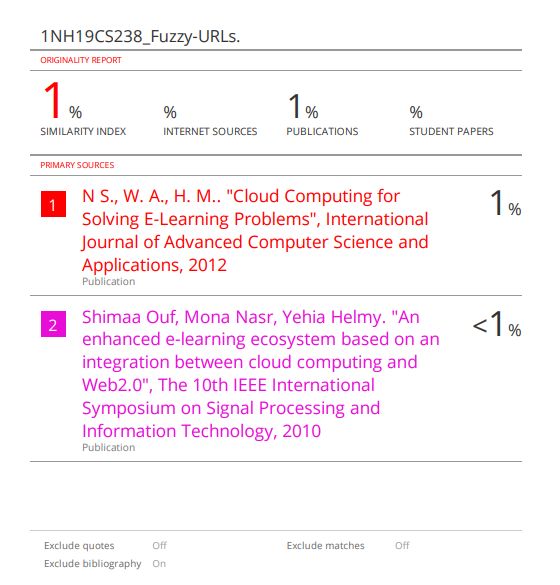 1NH19CS238_Fuzzy-URLs.
ORIGINALITY REPORT
1% % 1% %
SIMILARITY INDEX INTERNET SOURCES PUBLICATIONS STUDENT PAPERS
PRIMARY SOURCES
1 N S., W. A., H. M.. "Cloud Computing for 1%
Solving E-Learning Problems", International
Journal of Advanced Computer Science and
Applications, 2012
Publication
2 Shimaa Ouf, Mona Nasr, Yehia Helmy. "An <1%
enhanced e-learning ecosystem based on an
integration between cloud computing and
Web2.0", The 10th IEEE International
Symposium on Signal Processing and
Information Technology, 2010
Publication
Exclude quotes Off Exclude matches Off
Exclude bibliography On